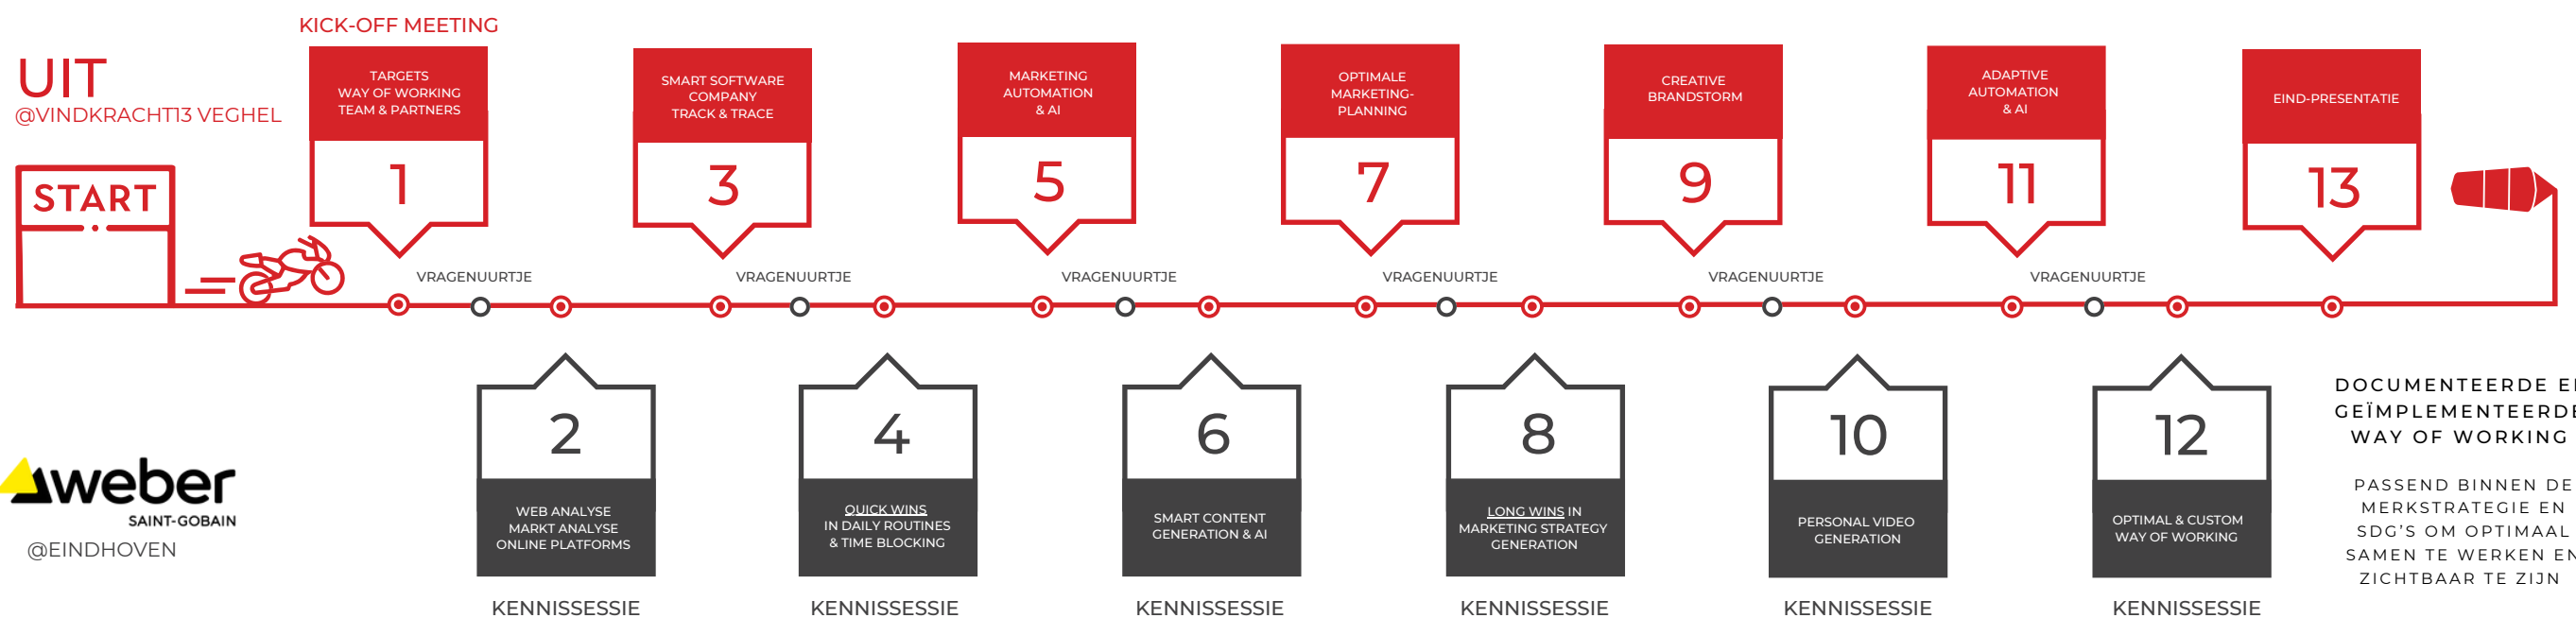 KICK-OFF MEETING
UIT
@VINDKRACHT13 VEGHEL
START
TARGETS
WAY OF WORKING
TEAM & PARTNERS
1
SMART SOFTWARE
COMPANY
TRACK & TRACE
3
MARKETING
AUTOMATION
& AI
5
OPTIMALE
MARKETING-
PLANNING
7
CREATIVE
BRANDSTORM
9
ADAPTIVE
AUTOMATION
& AI
11
EIND-PRESENTATIE
13
VRAGENUURTJE
VRAGENUURTJE
VRAGENUURTJE
VRAGENUURTJE
VRAGENUURTJE
VRAGENUURTJE
weber
SAINT-GOBAIN
@EINDHOVEN
2
WEB ANALYSE
MARKT ANALYSE
ONLINE PLATFORMS
KENNISSESSIE
4
QUICK WINS
IN DAILY ROUTINES
& TIME BLOCKING
KENNISSESSIE
6
SMART CONTENT
GENERATION & AI
KENNISSESSIE
8
LONG WINS IN
MARKETING STRATEGY
GENERATION
KENNISSESSIE
10
PERSONAL VIDEO
GENERATION
KENNISSESSIE
12
OPTIMAL & CUSTOM
WAY OF WORKING
KENNISSESSIE
DOCUMENTEERDE EN
GEÏMPLEMENTEERDE
WAY OF WORKING
PASSEND BINNEN DE
MERKSTRATEGIE EN
SDG'S OM OPTIMAAL
SAMEN TE WERKEN EN
ZICHTBAAR TE ZIJN